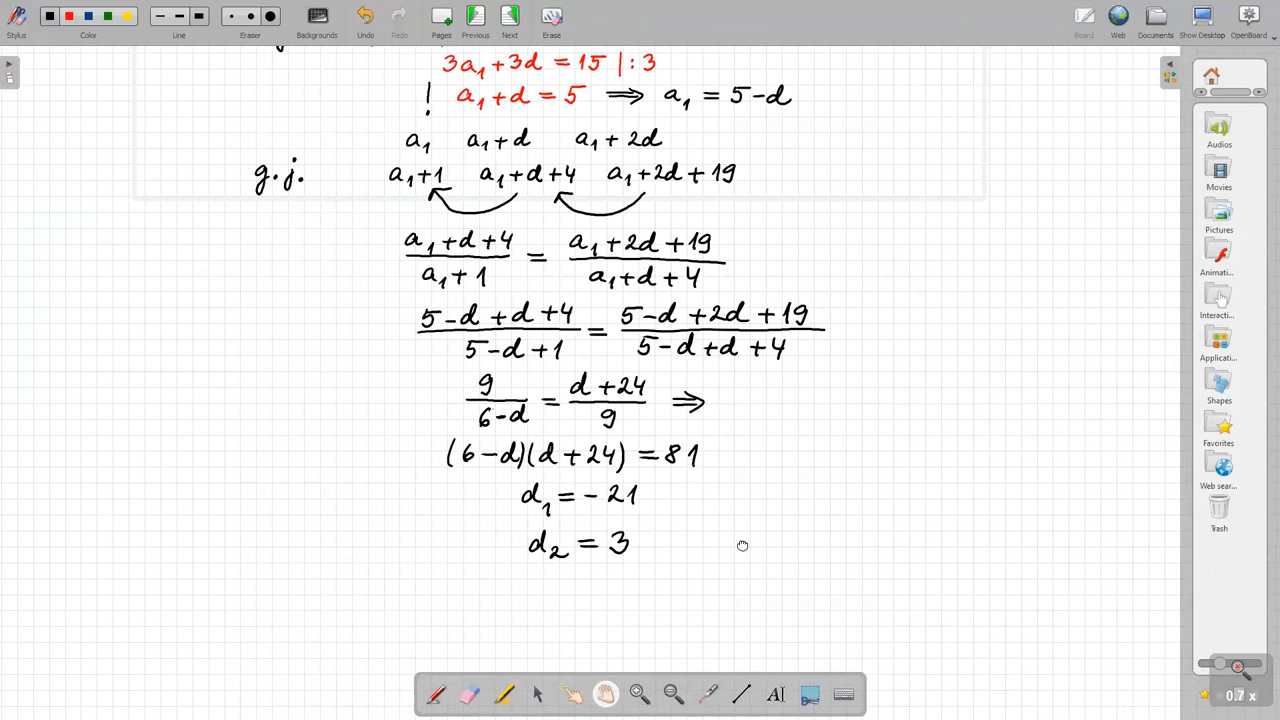 Stylus
Color
Line
Eraser
Backgrounds
Undo
Redo
Pages
Previous
Next
Erase
Board
Web
Documents
Show Desktop
OpenBoard
3a₁+3d = 15 |:3
! a₁+d = 5 ⟹ a₁ = 5-d
a₁ a₁+d a₁+2d
g.j. a₁+1 a₁+d+4 a₁+2d+19
(a₁+d+4)/(a₁+1) = (a₁+2d+19)/(a₁+d+4)
(5-d+d+4)/(5-d+1) = (5-d+2d+19)/(5-d+d+4)
9/(6-d) = (d+24)/9 ⟹
(6-d)(d+24) = 81
d₁ = -21
d₂ = 3
Audios
Movies
Pictures
Animati...
Interacti...
Applicati...
Shapes
Favorites
Web sear...
Trash
0.7 x